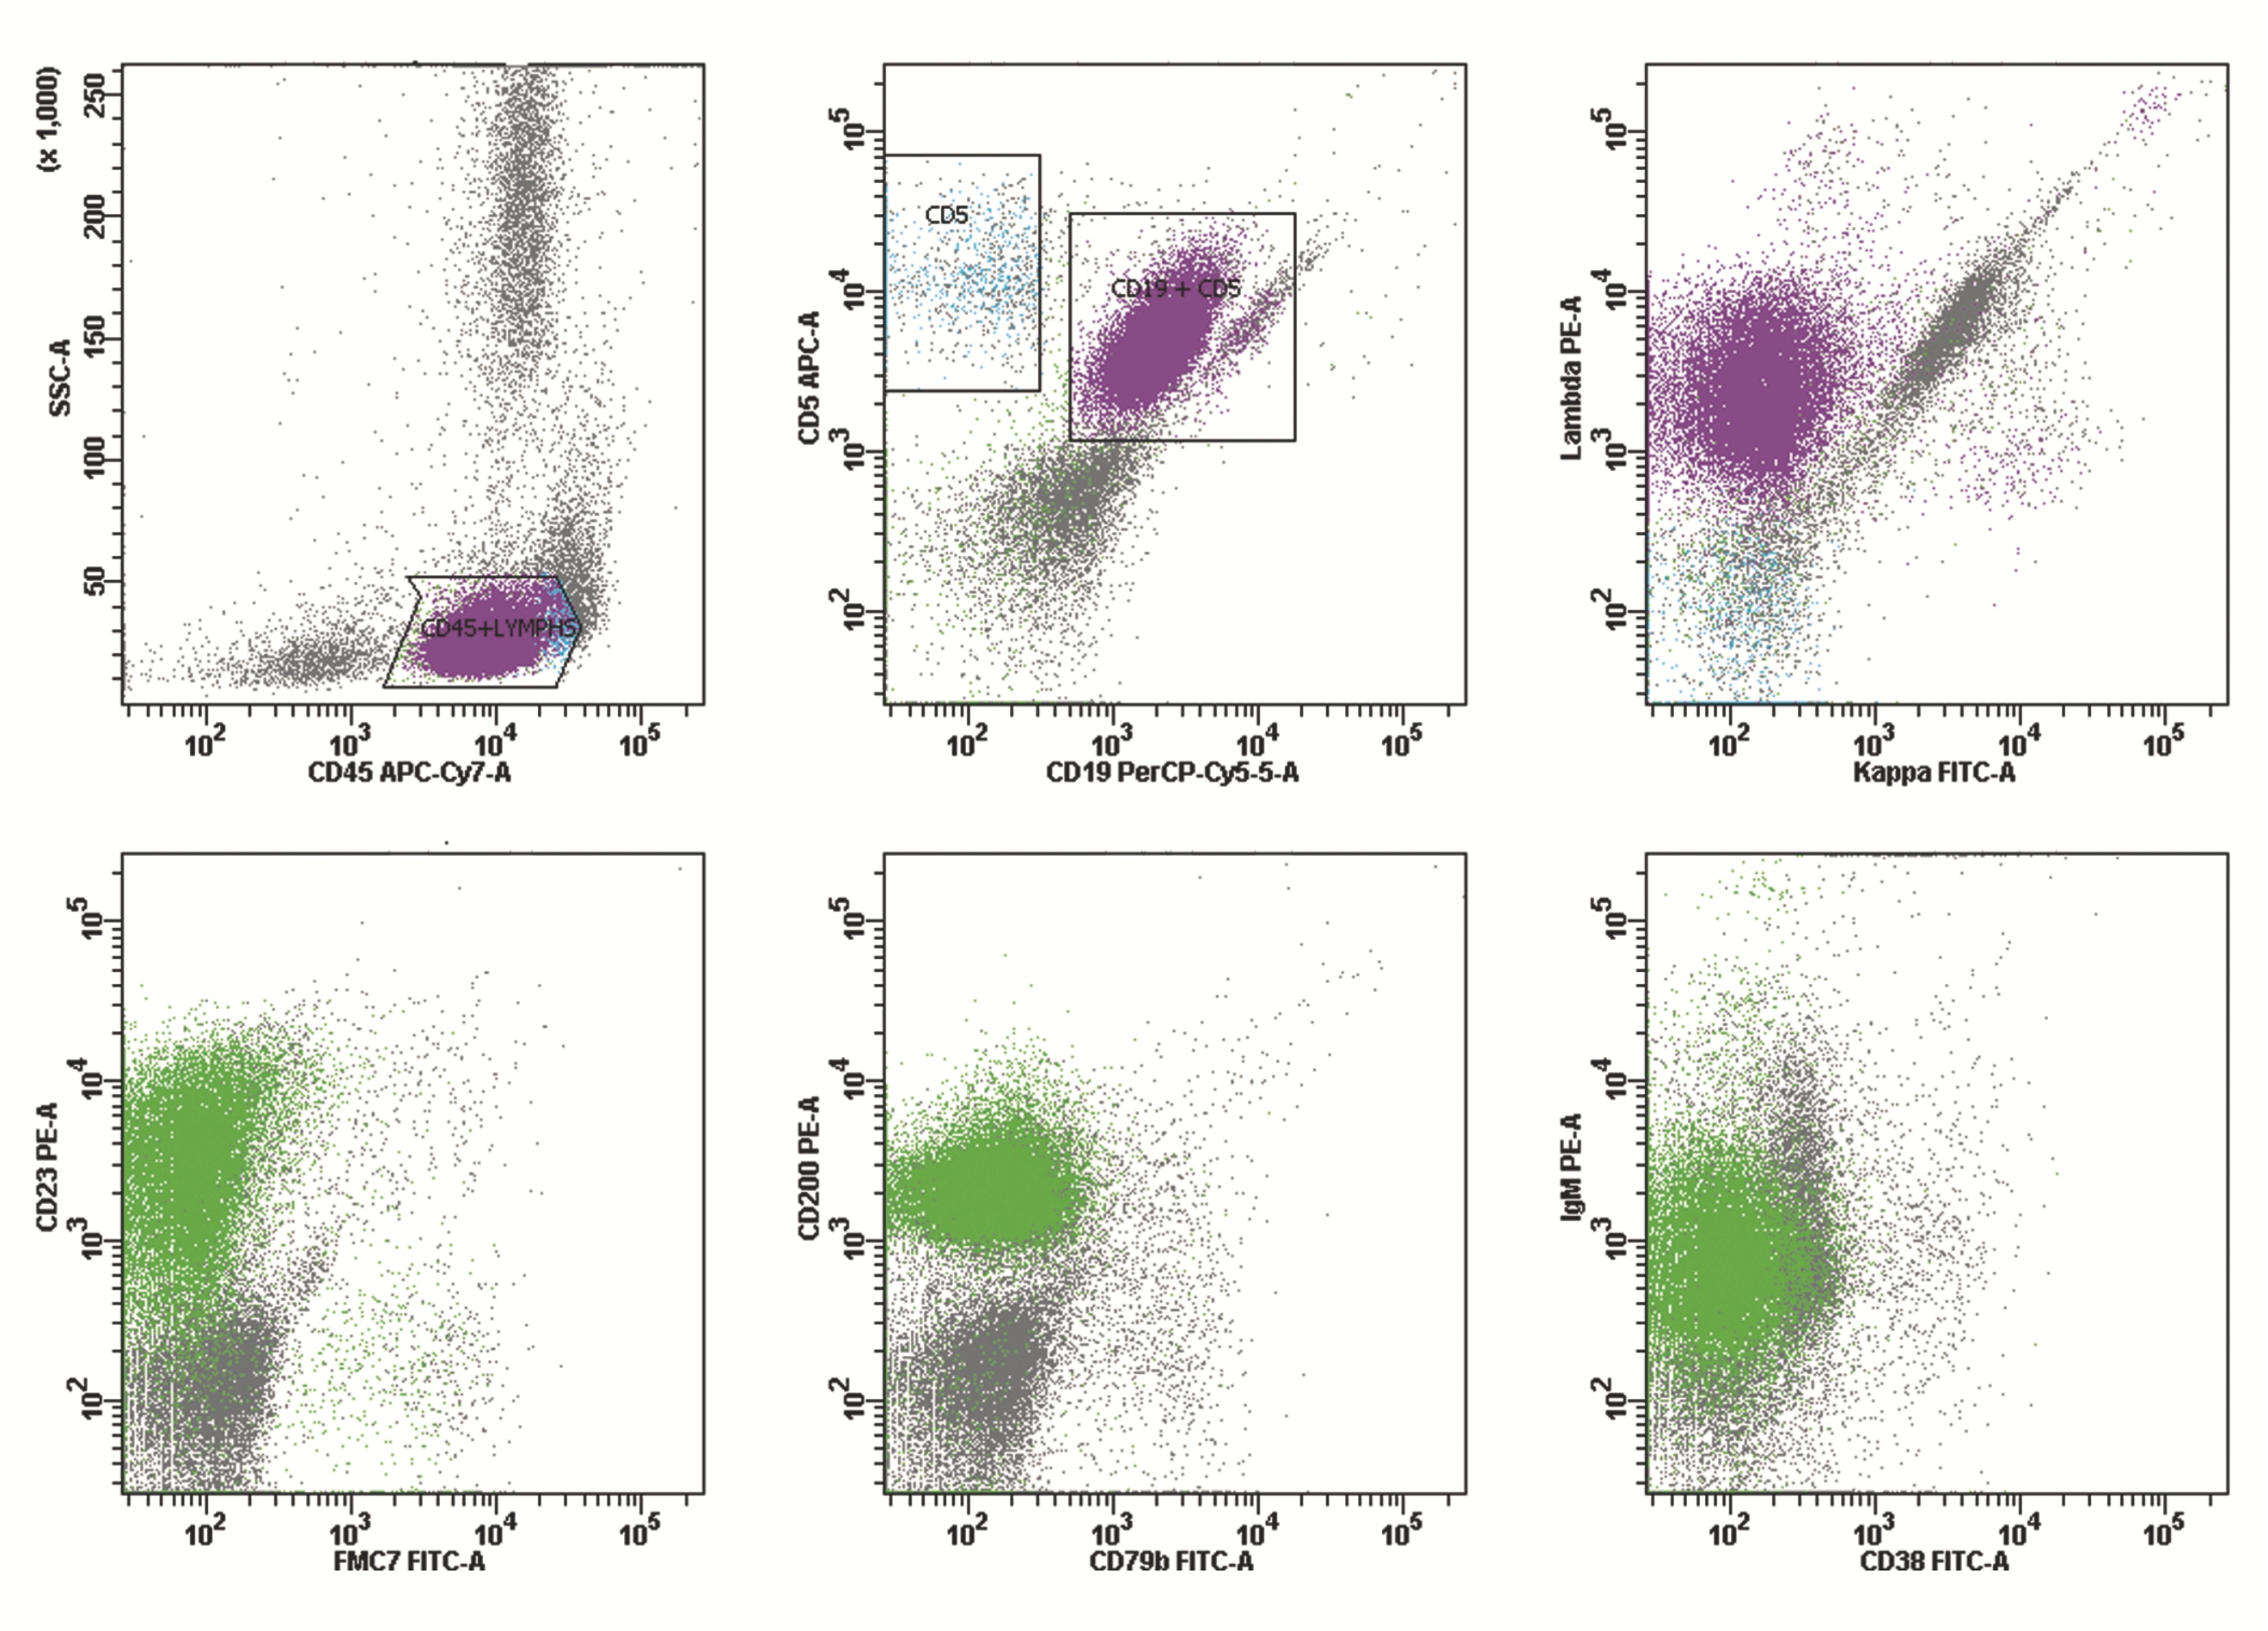 (x 1,000)
SSC-A
250
200
150
100
50
CD45+LYMPHS
10² 10³ 10⁴ 10⁵
CD45 APC-Cy7-A
CD5 APC-A
10⁵
10⁴
10³
10²
CD5
CD19 + CD5
10² 10³ 10⁴ 10⁵
CD19 PerCP-Cy5-5-A
Lambda PE-A
10⁵
10⁴
10³
10²
10² 10³ 10⁴ 10⁵
Kappa FITC-A
CD23 PE-A
10⁵
10⁴
10³
10²
10² 10³ 10⁴ 10⁵
FMC7 FITC-A
CD200 PE-A
10⁵
10⁴
10³
10²
10² 10³ 10⁴ 10⁵
CD79b FITC-A
IgM PE-A
10⁵
10⁴
10³
10²
10² 10³ 10⁴ 10⁵
CD38 FITC-A